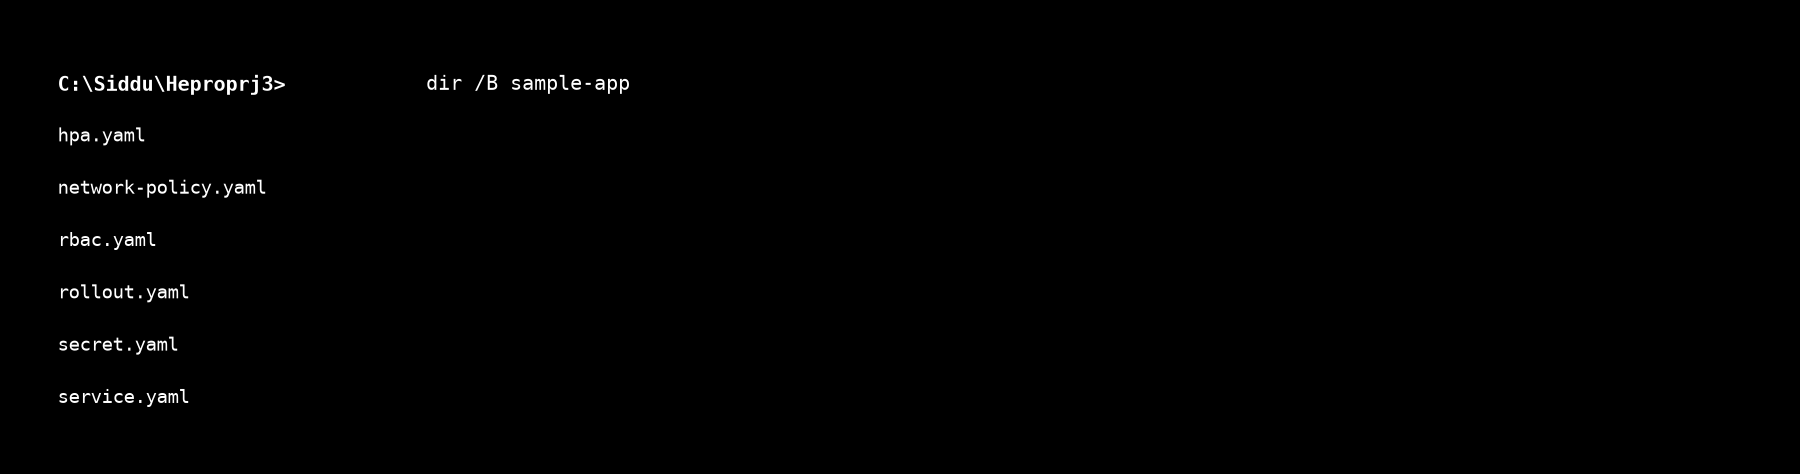 C:\Siddu\Heproprj3> dir /B sample-app
hpa.yaml
network-policy.yaml
rbac.yaml
rollout.yaml
secret.yaml
service.yaml